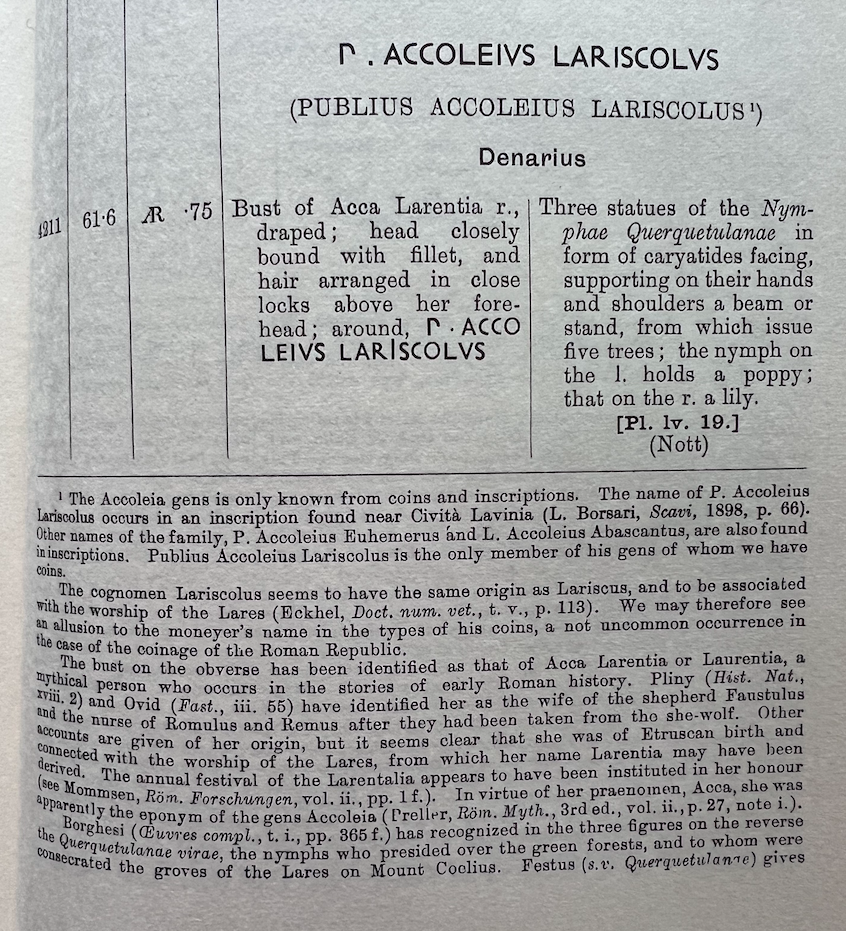 Γ . ACCOLEIVS LARISCOLVS
(PUBLIUS ACCOLEIUS LARISCOLUS ¹)
Denarius
4211
61·6
ÆR ·75
Bust of Acca Larentia r.,
draped; head closely
bound with fillet, and
hair arranged in close
locks above her fore-
head; around, Γ · ACCO
LEIVS LARISCOLVS
Three statues of the Nym-
phae Querquetulanae in
form of caryatides facing,
supporting on their hands
and shoulders a beam or
stand, from which issue
five trees; the nymph on
the l. holds a poppy;
that on the r. a lily.
[Pl. lv. 19.]
(Nott)
¹ The Accoleia gens is only known from coins and inscriptions. The name of P. Accoleius
Lariscolus occurs in an inscription found near Cività Lavinia (L. Borsari, Scavi, 1898, p. 66).
Other names of the family, P. Accoleius Euhemerus and L. Accoleius Abascantus, are also found
in inscriptions. Publius Accoleius Lariscolus is the only member of his gens of whom we have
coins.
The cognomen Lariscolus seems to have the same origin as Lariscus, and to be associated
with the worship of the Lares (Eckhel, Doct. num. vet., t. v., p. 113). We may therefore see
an allusion to the moneyer's name in the types of his coins, a not uncommon occurrence in
the case of the coinage of the Roman Republic.
The bust on the obverse has been identified as that of Acca Larentia or Laurentia, a
mythical person who occurs in the stories of early Roman history. Pliny (Hist. Nat.,
xviii. 2) and Ovid (Fast., iii. 55) have identified her as the wife of the shepherd Faustulus
and the nurse of Romulus and Remus after they had been taken from the she-wolf. Other
accounts are given of her origin, but it seems clear that she was of Etruscan birth and
connected with the worship of the Lares, from which her name Larentia may have been
derived. The annual festival of the Larentalia appears to have been instituted in her honour
(see Mommsen, Röm. Forschungen, vol. ii., pp. 1 f.). In virtue of her praenomen, Acca, she was
apparently the eponym of the gens Accoleia (Preller, Röm. Myth., 3rd ed., vol. ii., p. 27, note i.).
Borghesi (Œuvres compl., t. i., pp. 365 f.) has recognized in the three figures on the reverse
the Querquetulanae virae, the nymphs who presided over the green forests, and to whom were
consecrated the groves of the Lares on Mount Coelius. Festus (s.v. Querquetulanae) gives